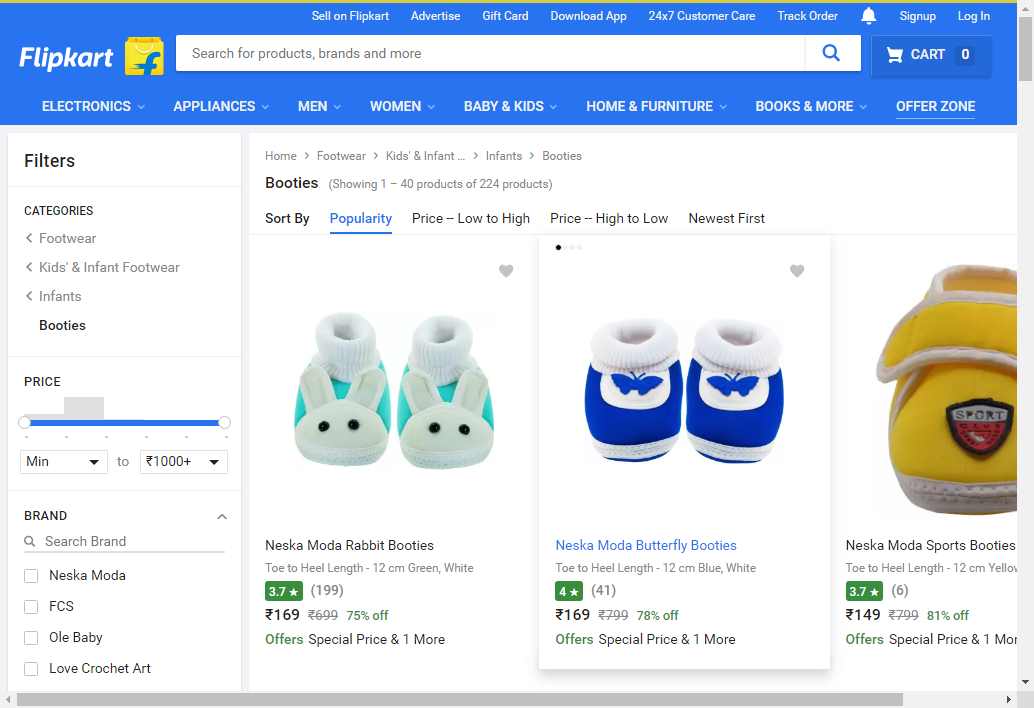 Sell on Flipkart Advertise Gift Card Download App 24x7 Customer Care Track Order Signup Log In
Flipkart
Search for products, brands and more
CART 0
ELECTRONICS APPLIANCES MEN WOMEN BABY & KIDS HOME & FURNITURE BOOKS & MORE OFFER ZONE
Filters
CATEGORIES
Footwear
Kids' & Infant Footwear
Infants
Booties
PRICE
Min to ₹1000+
BRAND
Search Brand
Neska Moda
FCS
Ole Baby
Love Crochet Art
Home > Footwear > Kids' & Infant ... > Infants > Booties
Booties (Showing 1 – 40 products of 224 products)
Sort By Popularity Price -- Low to High Price -- High to Low Newest First
Neska Moda Rabbit Booties
Toe to Heel Length - 12 cm Green, White
3.7 ★ (199)
₹169 ₹699 75% off
Offers Special Price & 1 More
Neska Moda Butterfly Booties
Toe to Heel Length - 12 cm Blue, White
4 ★ (41)
₹169 ₹799 78% off
Offers Special Price & 1 More
SPORT
CLUB
Neska Moda Sports Booties
Toe to Heel Length - 12 cm Yellow
3.7 ★ (6)
₹149 ₹799 81% off
Offers Special Price & 1 Mor